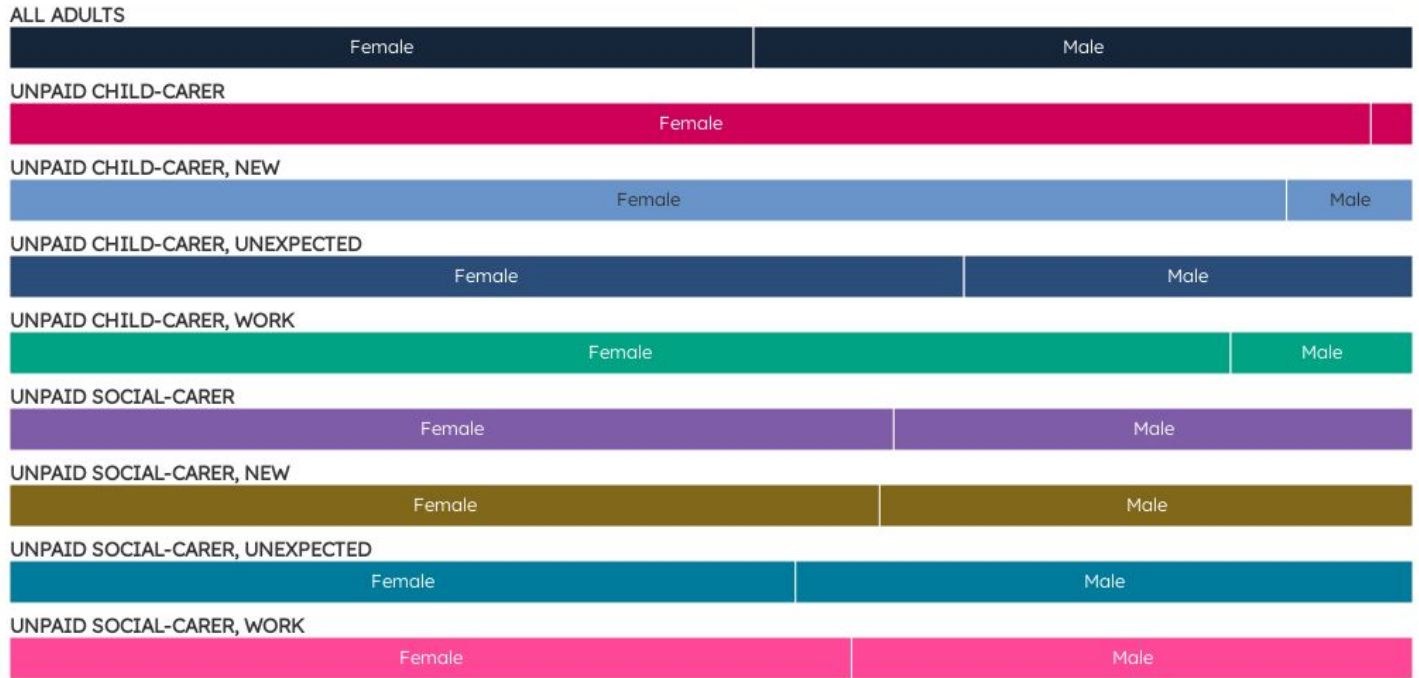 ALL ADULTS
Female Male
UNPAID CHILD-CARER
Female
UNPAID CHILD-CARER, NEW
Female Male
UNPAID CHILD-CARER, UNEXPECTED
Female Male
UNPAID CHILD-CARER, WORK
Female Male
UNPAID SOCIAL-CARER
Female Male
UNPAID SOCIAL-CARER, NEW
Female Male
UNPAID SOCIAL-CARER, UNEXPECTED
Female Male
UNPAID SOCIAL-CARER, WORK
Female Male